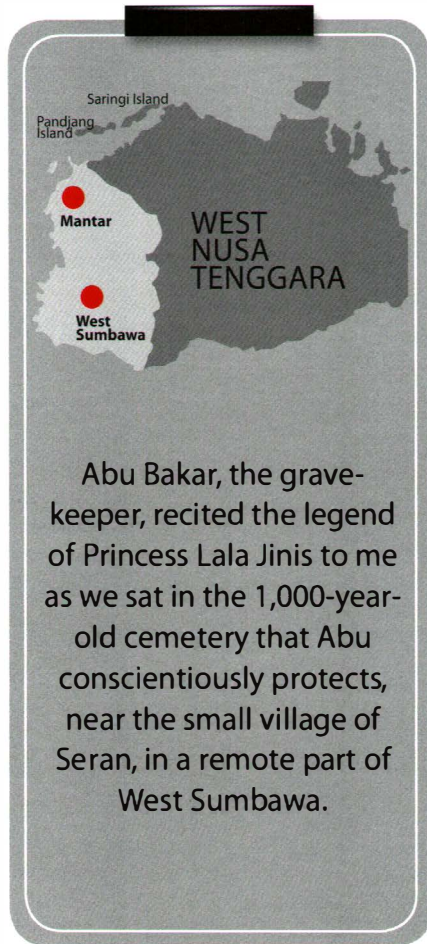 Saringi Island
Pandjang
Island
Mantar
WEST
NUSA
TENGGARA
West
Sumbawa
Abu Bakar, the grave-
keeper, recited the legend
of Princess Lala Jinis to me
as we sat in the 1,000-year-
old cemetery that Abu
conscientiously protects,
near the small village of
Seran, in a remote part of
West Sumbawa.